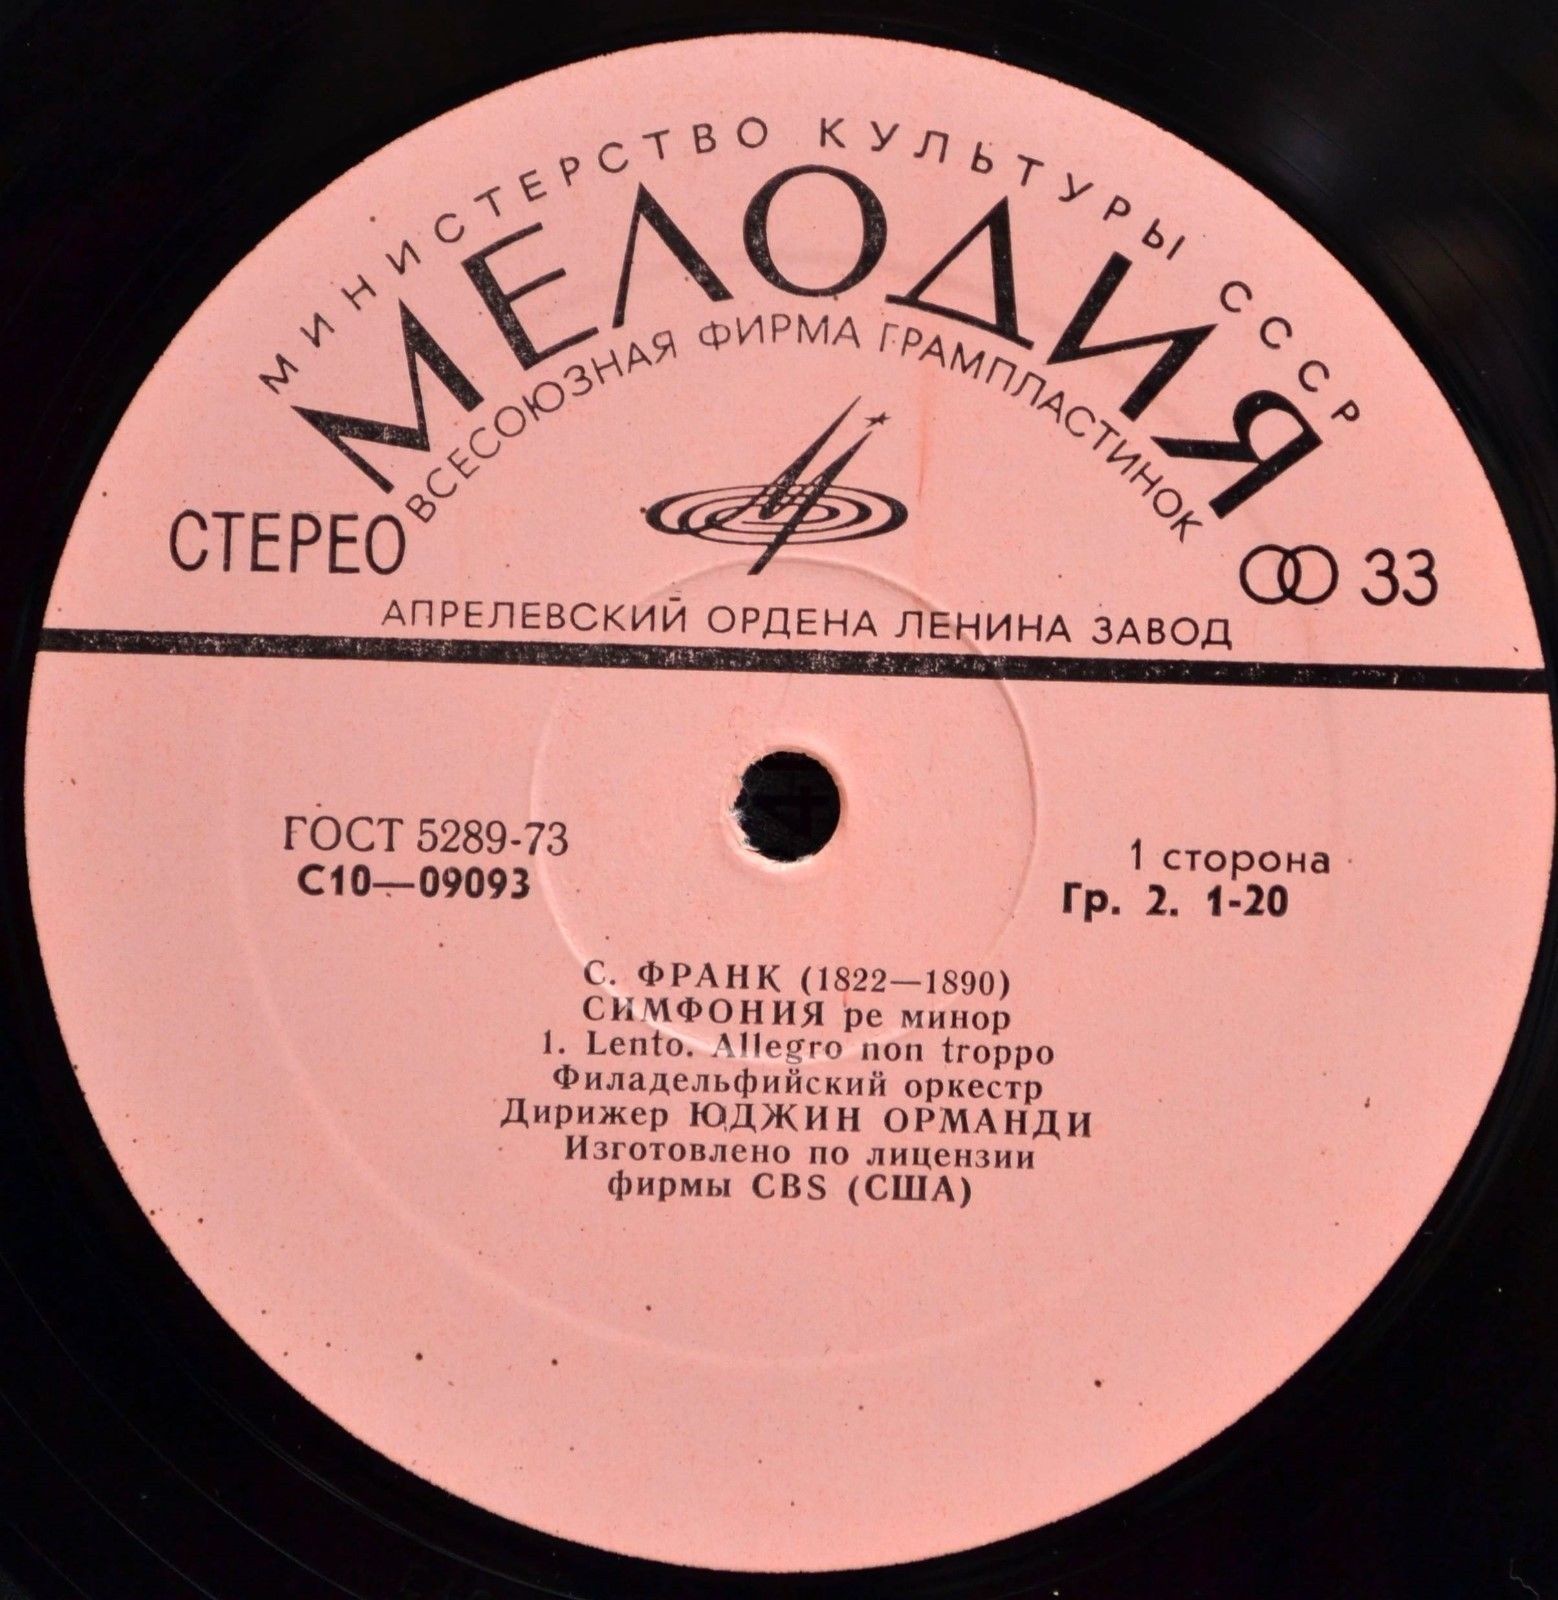 МИНИСТЕРСТВО КУЛЬТУРЫ СССР
МЕЛОДИЯ
ВСЕСОЮЗНАЯ ФИРМА ГРАМПЛАСТИНОК
СТЕРЕО
33
АПРЕЛЕВСКИЙ ОРДЕНА ЛЕНИНА ЗАВОД
ГОСТ 5289-73
С10—09093
1 сторона
Гр. 2. 1-20
С. ФРАНК (1822—1890)
СИМФОНИЯ ре минор
1. Lento. Allegro non troppo
Филадельфийский оркестр
Дирижер ЮДЖИН ОРМАНДИ
Изготовлено по лицензии
фирмы CBS (США)